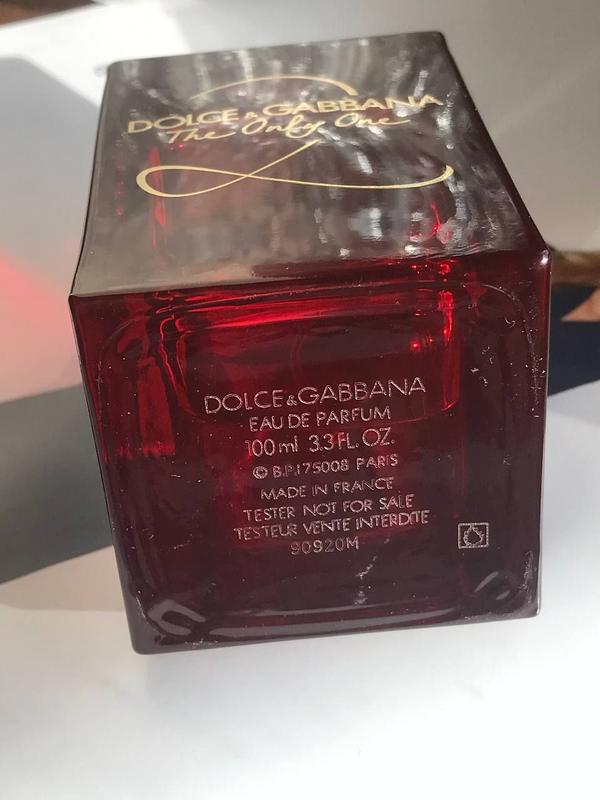 DOLCE & GABBANA
The Only One
DOLCE & GABBANA
EAU DE PARFUM
100 ml 3.3 FL. OZ.
© B.P.175008 PARIS
MADE IN FRANCE
TESTER NOT FOR SALE
TESTEUR VENTE INTERDITE
90920M